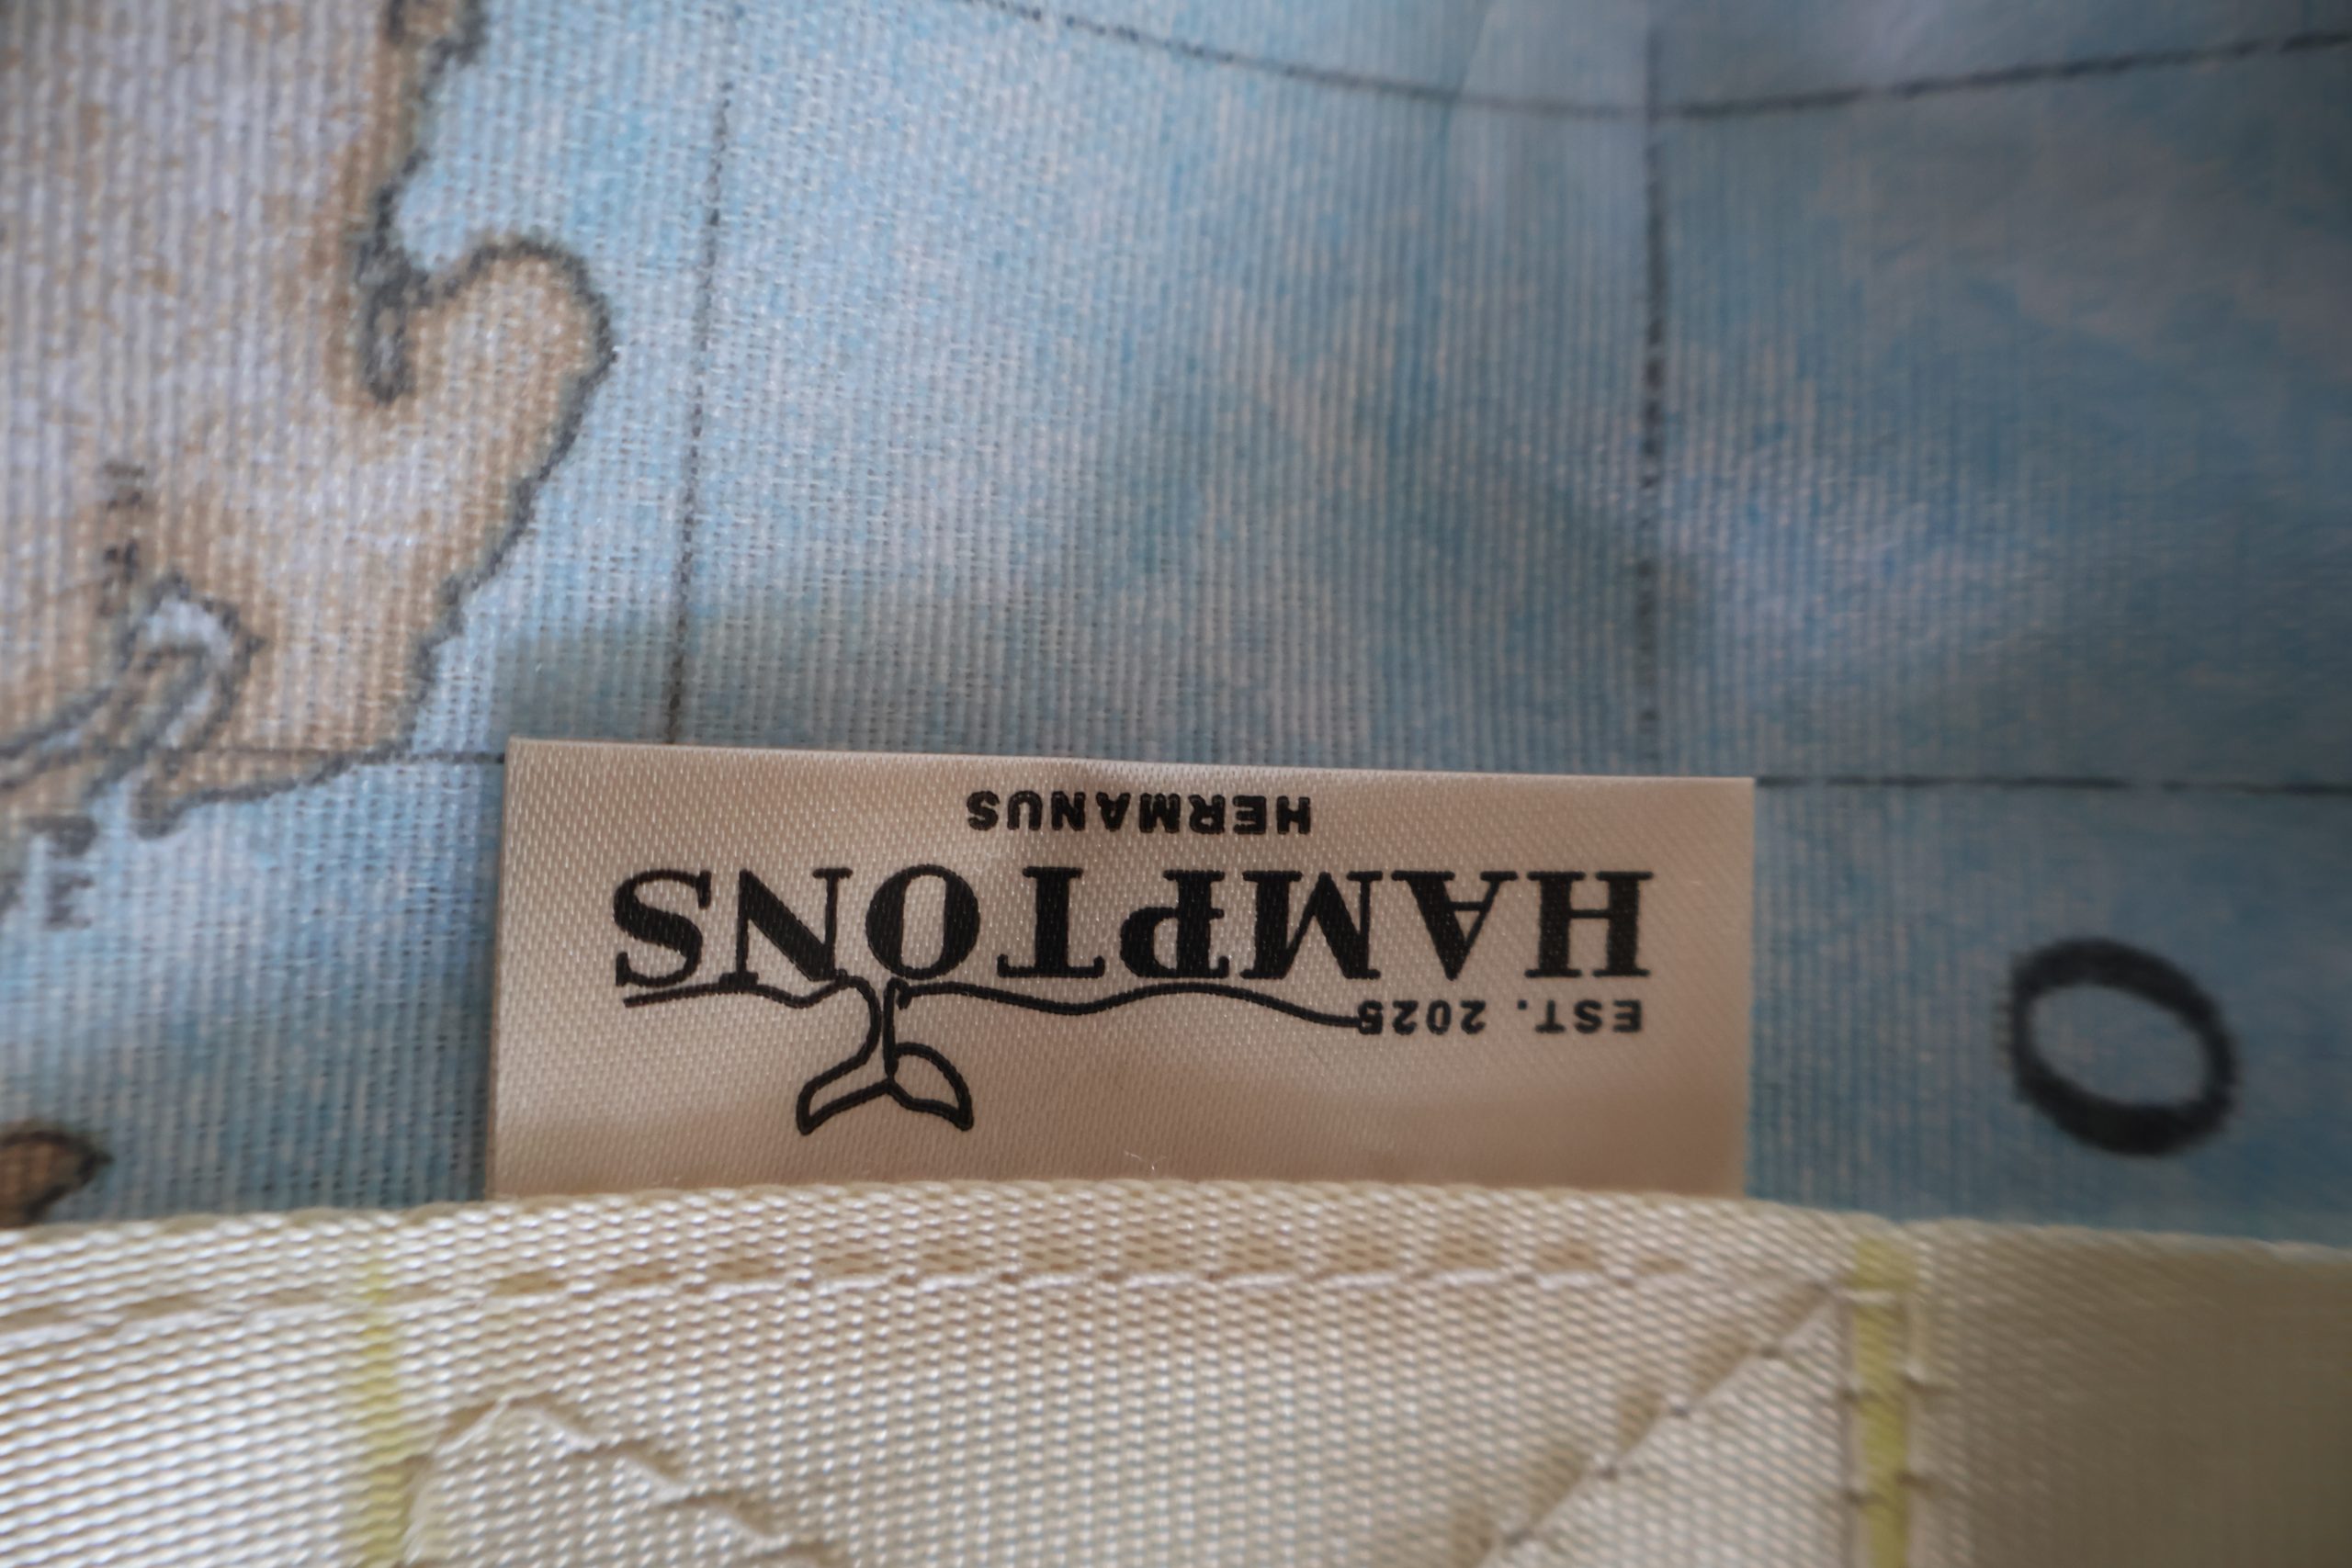 EST. 2025
HAMPTONS
HERMANUS
O